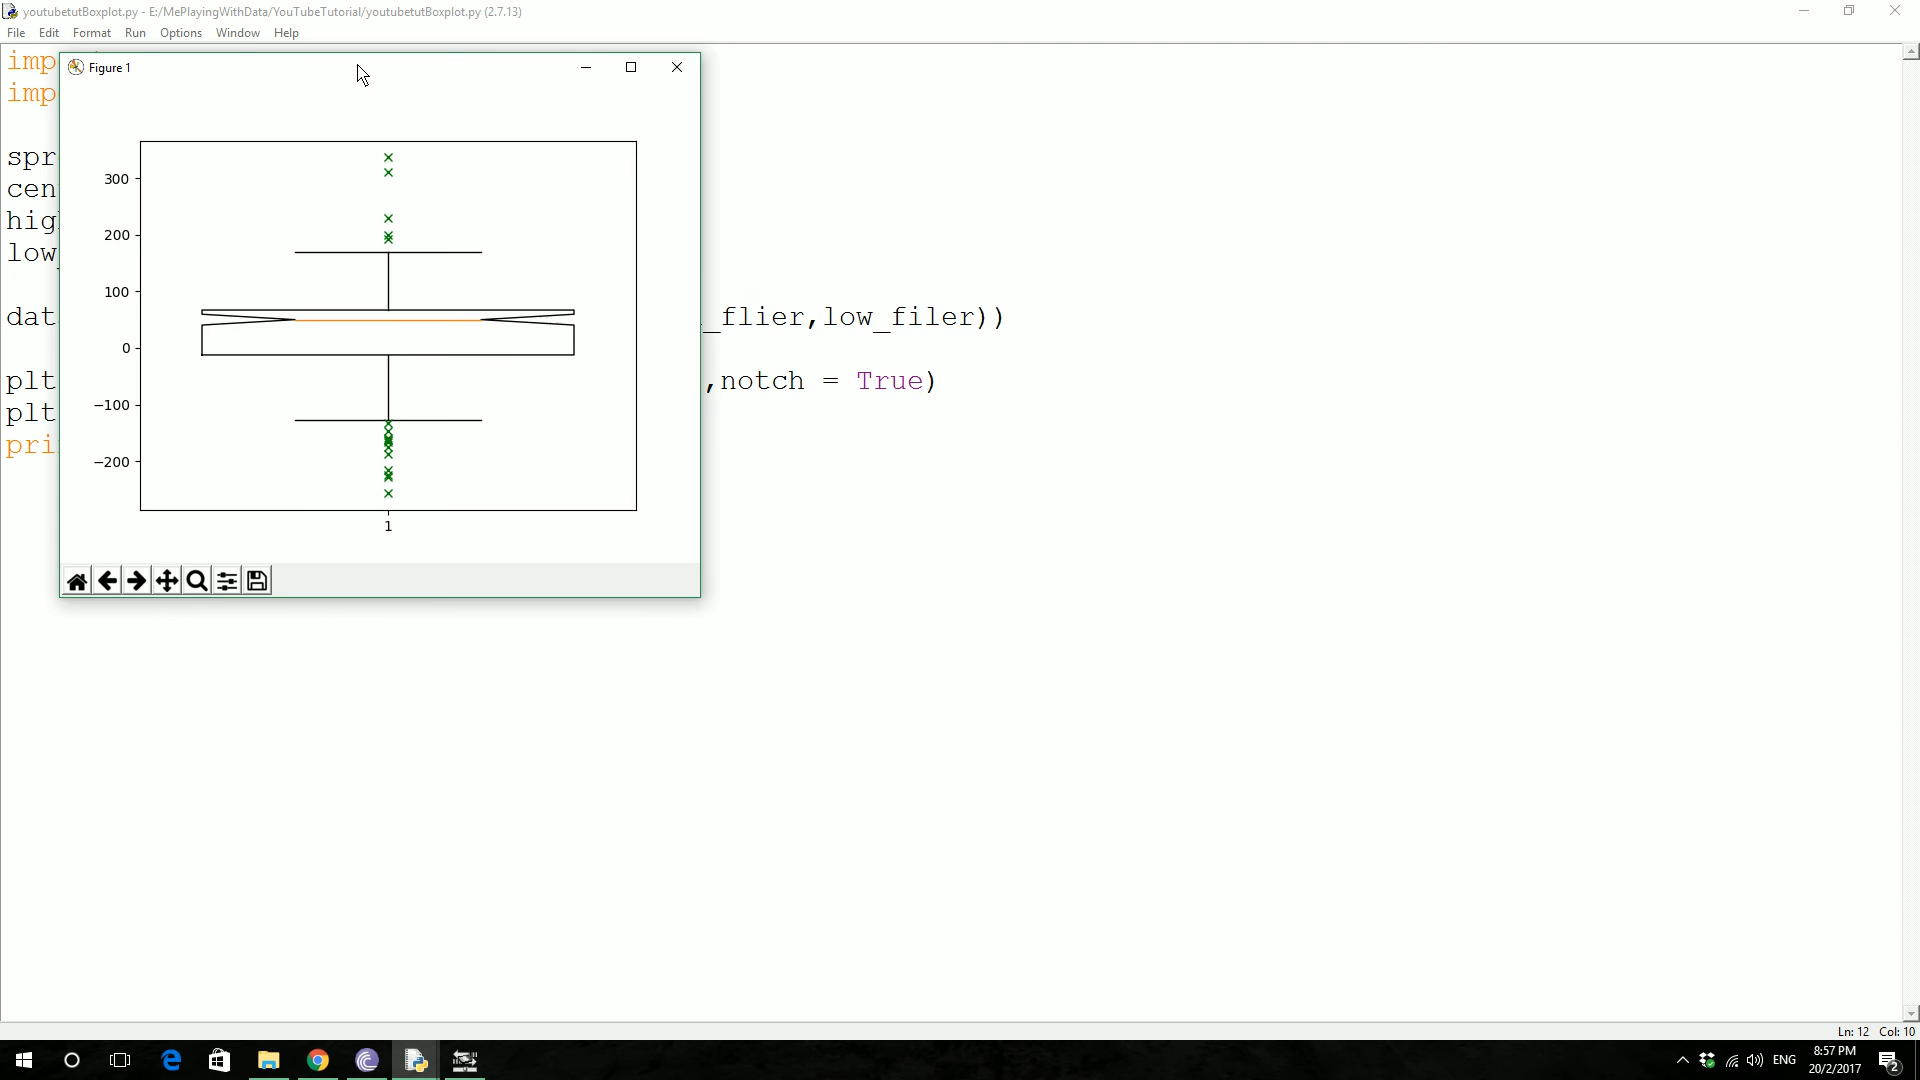 youtubetutBoxplot.py - E:/MePlayingWithData/YouTubeTutorial/youtubetutBoxplot.py (2.7.13)
File Edit Format Run Options Window Help
imp
imp
spr
cen
hig
low
dat _flier,low_filer))
plt ,notch = True)
plt
pri
Figure 1
300
200
100
0
−100
−200
1
Ln: 12 Col: 10
ENG
8:57 PM
20/2/2017
2